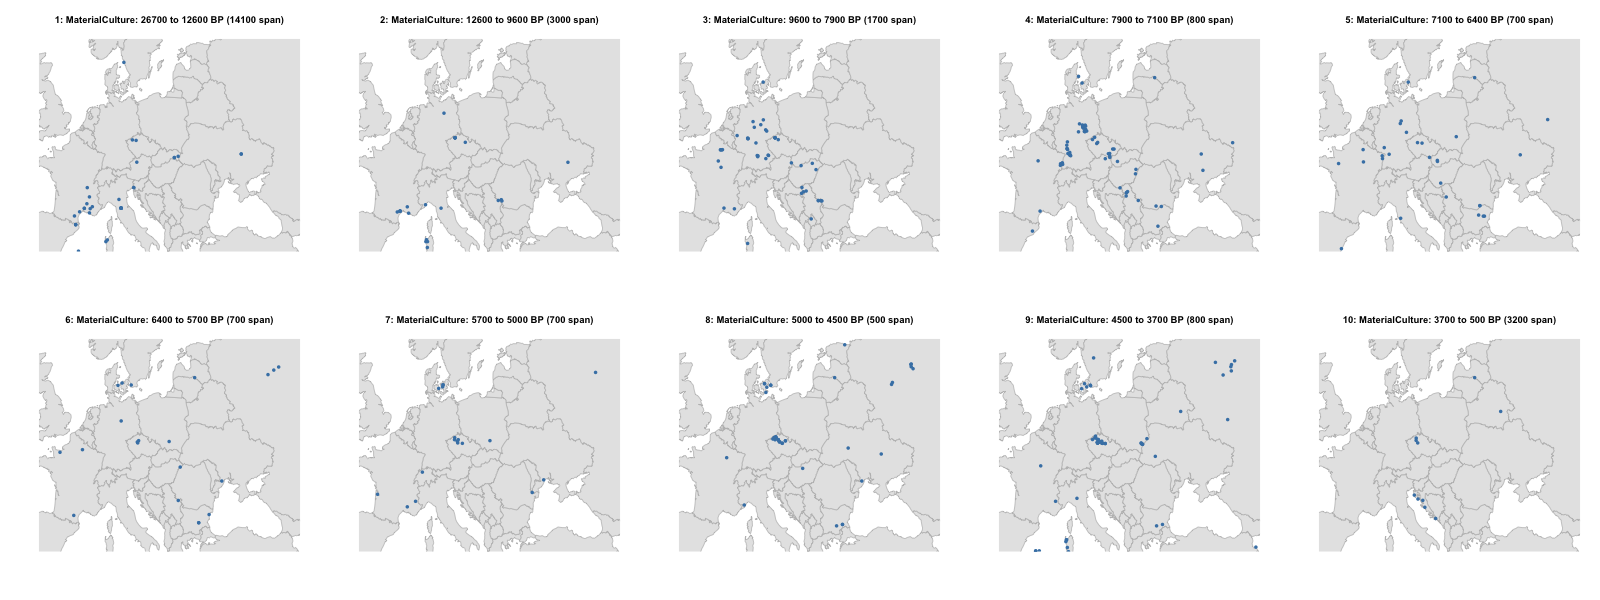 1: MaterialCulture: 26700 to 12600 BP (14100 span)
2: MaterialCulture: 12600 to 9600 BP (3000 span)
3: MaterialCulture: 9600 to 7900 BP (1700 span)
4: MaterialCulture: 7900 to 7100 BP (800 span)
5: MaterialCulture: 7100 to 6400 BP (700 span)
6: MaterialCulture: 6400 to 5700 BP (700 span)
7: MaterialCulture: 5700 to 5000 BP (700 span)
8: MaterialCulture: 5000 to 4500 BP (500 span)
9: MaterialCulture: 4500 to 3700 BP (800 span)
10: MaterialCulture: 3700 to 500 BP (3200 span)